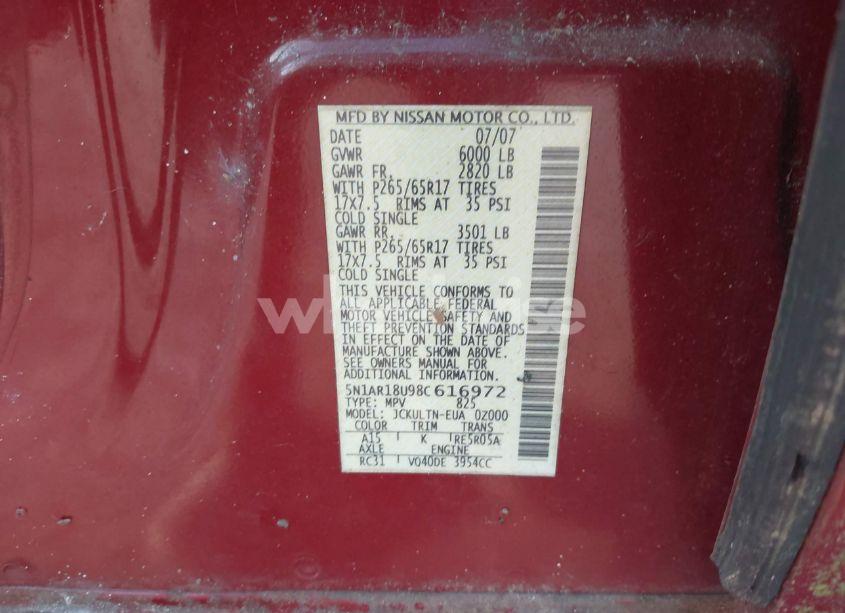 MFD BY NISSAN MOTOR CO., LTD.
DATE 07/07
GVWR 6000 LB
GAWR FR. 2820 LB
WITH P265/65R17 TIRES
17X7.5 RIMS AT 35 PSI
COLD SINGLE
GAWR RR. 3501 LB
WITH P265/65R17 TIRES
17X7.5 RIMS AT 35 PSI
COLD SINGLE
THIS VEHICLE CONFORMS TO
ALL APPLICABLE FEDERAL
MOTOR VEHICLE SAFETY AND
THEFT PREVENTION STANDARDS
IN EFFECT ON THE DATE OF
MANUFACTURE SHOWN ABOVE.
SEE OWNERS MANUAL FOR
ADDITIONAL INFORMATION.
5N1AR18U98C616972
TYPE: MPV 825
MODEL: JCKULTN-EUA 0Z000
COLOR TRIM TRANS
A15 K RE5R05A
AXLE ENGINE
RC31 VQ40DE 3954CC